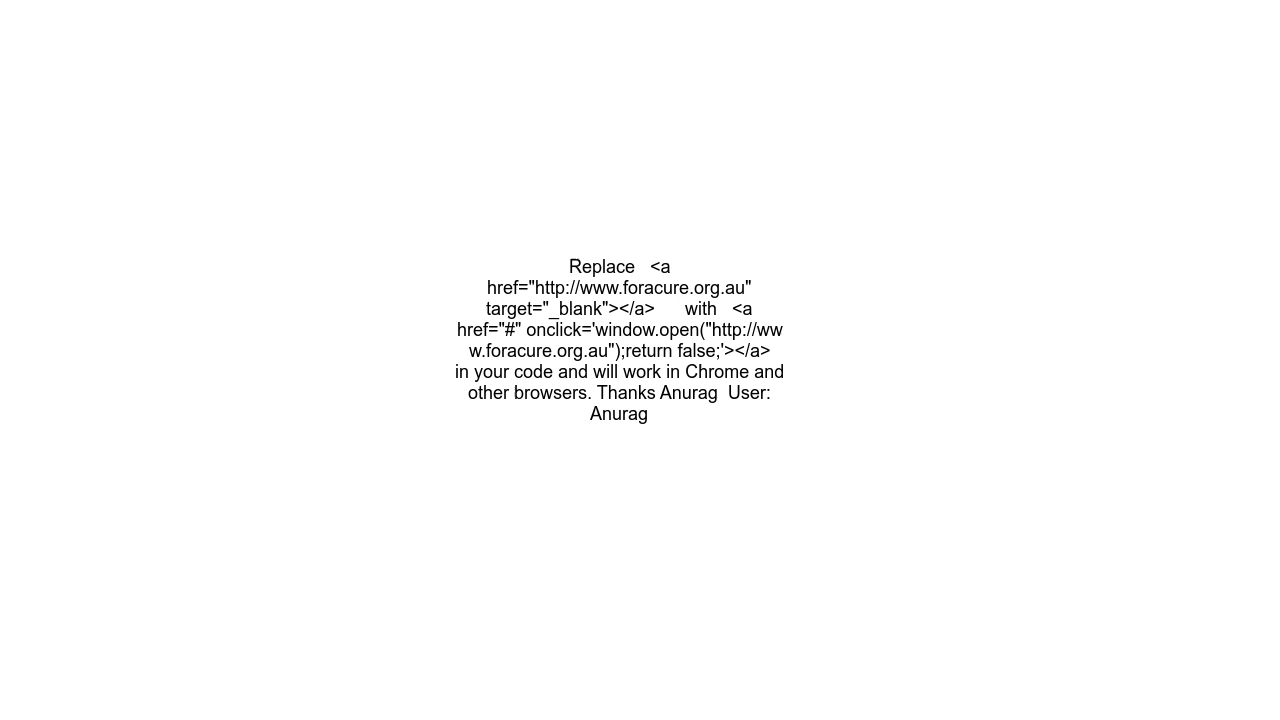 Replace   <a
href="http://www.foracure.org.au"
target="_blank"></a>      with   <a
href="#" onclick='window.open("http://ww
w.foracure.org.au");return false;'></a>
in your code and will work in Chrome and
other browsers. Thanks Anurag  User:
Anurag